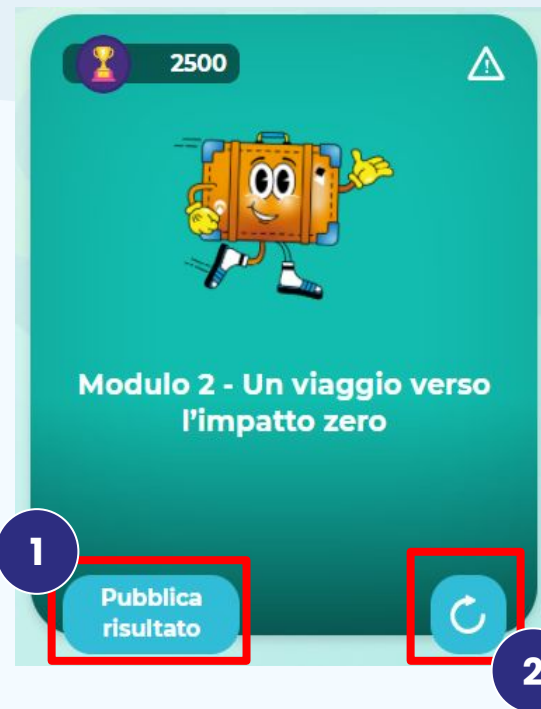 2500
Modulo 2 - Un viaggio verso
l'impatto zero
1
Pubblica
risultato
2